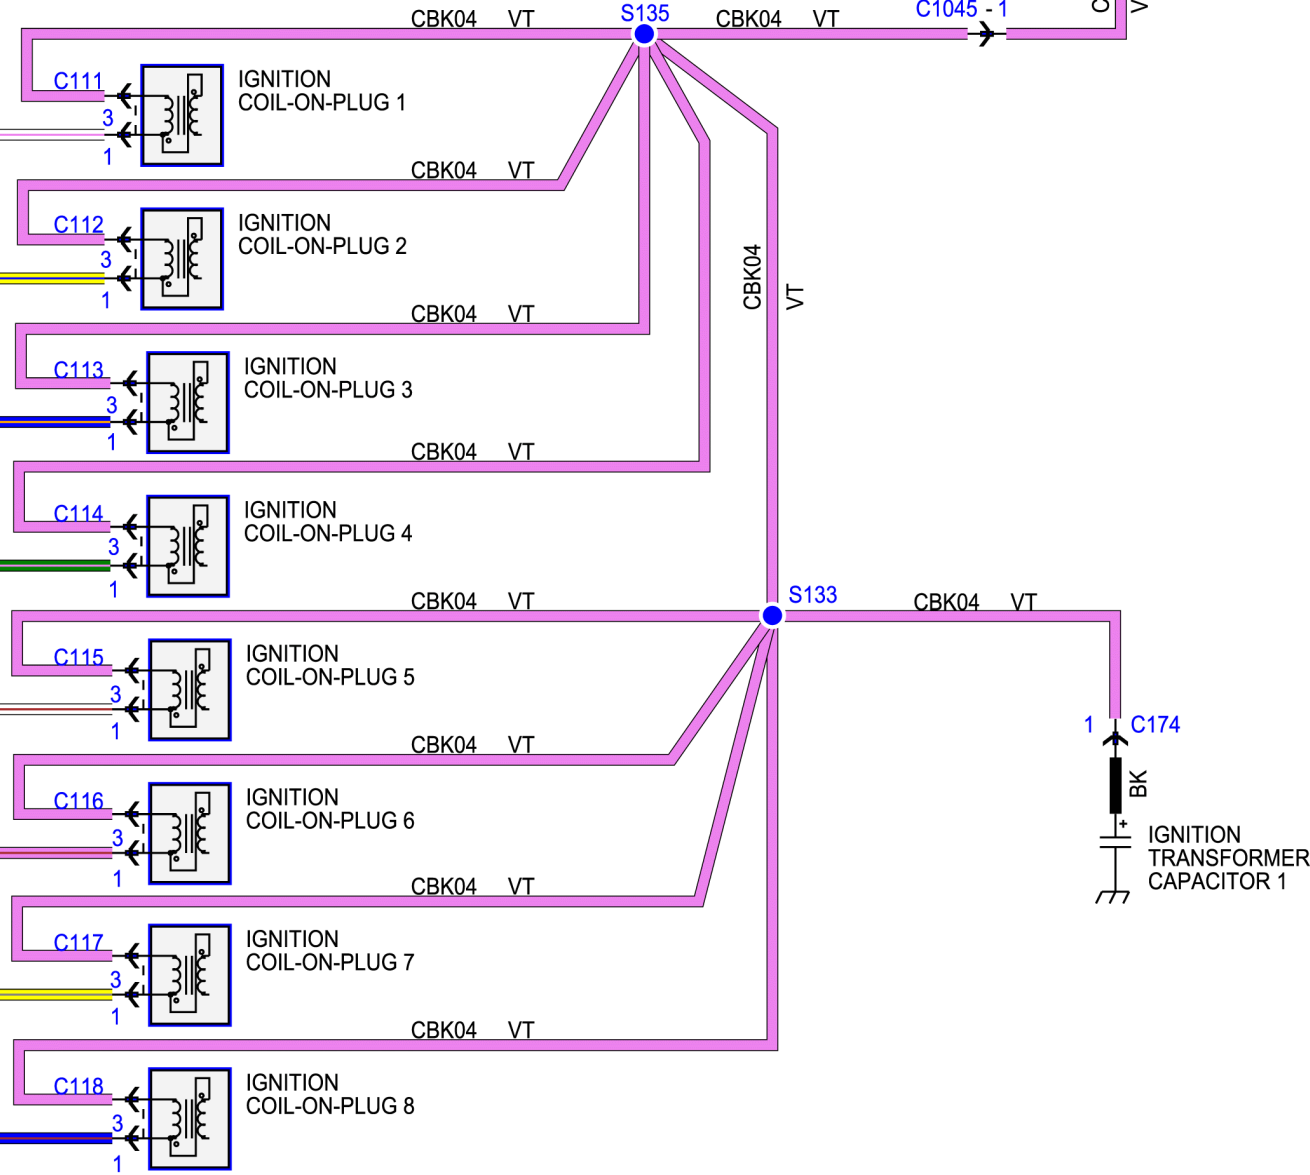 CBK04 VT
S135
CBK04 VT
C1045 - 1
C
V
C111
3
1
IGNITION
COIL-ON-PLUG 1
CBK04 VT
C112
3
1
IGNITION
COIL-ON-PLUG 2
CBK04
VT
CBK04 VT
C113
3
1
IGNITION
COIL-ON-PLUG 3
CBK04 VT
C114
3
1
IGNITION
COIL-ON-PLUG 4
CBK04 VT
S133
CBK04 VT
C115
3
1
IGNITION
COIL-ON-PLUG 5
1 C174
BK
+
IGNITION
TRANSFORMER
CAPACITOR 1
CBK04 VT
C116
3
1
IGNITION
COIL-ON-PLUG 6
CBK04 VT
C117
3
1
IGNITION
COIL-ON-PLUG 7
CBK04 VT
C118
3
1
IGNITION
COIL-ON-PLUG 8